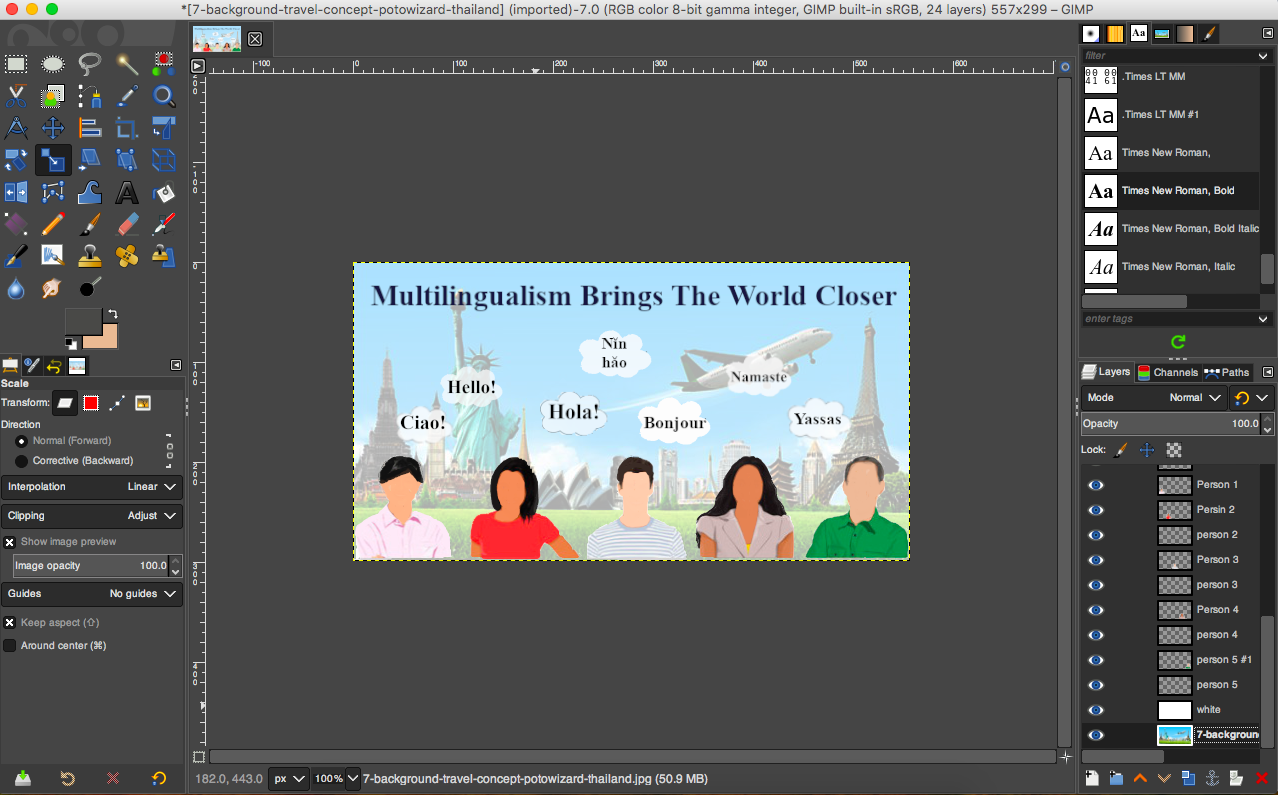 *[7-background-travel-concept-potowizard-thailand] (imported)-7.0 (RGB color 8-bit gamma integer, GIMP built-in sRGB, 24 layers) 557x299 – GIMP
-100
0
100
200
300
400
500
600
Multilingualism Brings The World Closer
Nǐn
hǎo
Hello!
Namaste
Hola!
Ciao!
Bonjour
Yassas
Scale
Transform:
Direction
Normal (Forward)
Corrective (Backward)
Interpolation Linear
Clipping Adjust
Show image preview
Image opacity 100.0
Guides No guides
Keep aspect (⇧)
Around center (⌘)
182.0, 443.0 px 100% 7-background-travel-concept-potowizard-thailand.jpg (50.9 MB)
filter
.Times LT MM
Aa .Times LT MM #1
Aa Times New Roman,
Aa Times New Roman, Bold
Aa Times New Roman, Bold Italic
Aa Times New Roman, Italic
enter tags
Layers Channels Paths
Mode Normal
Opacity 100.0
Lock:
Person 1
Persin 2
person 2
Person 3
person 3
Person 4
person 4
person 5 #1
person 5
white
7-background